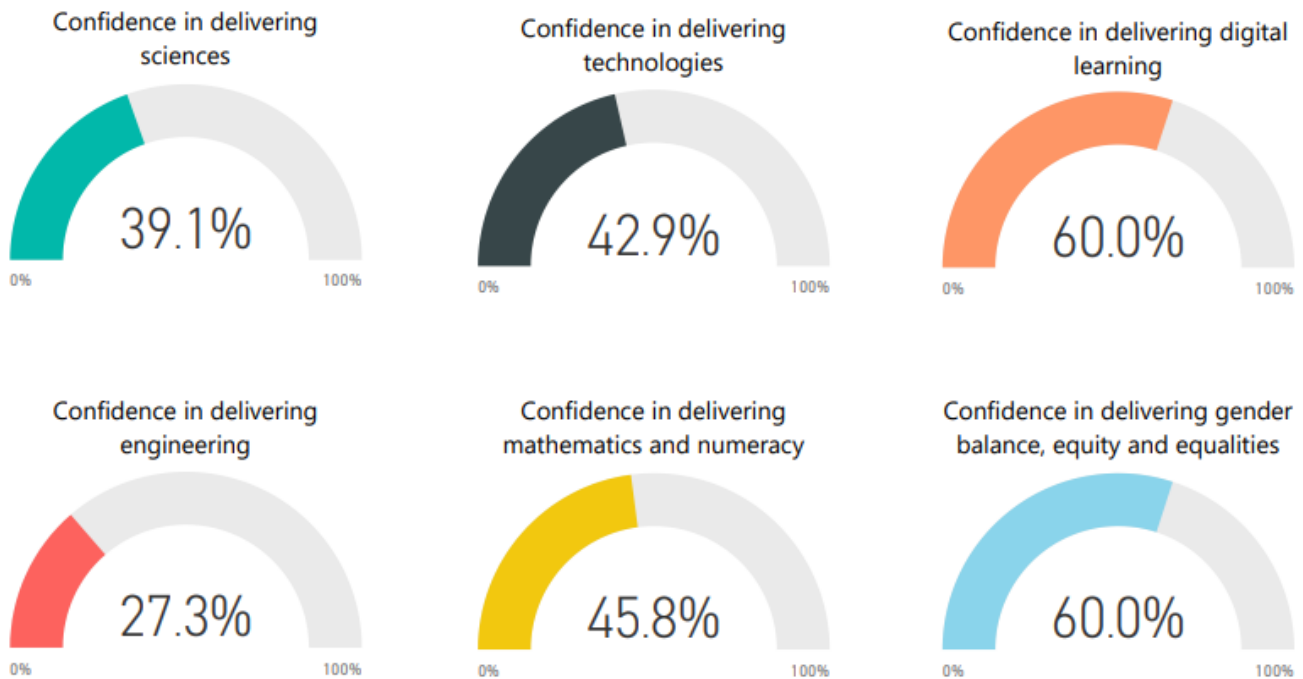 Confidence in delivering
sciences
39.1%
0%
100%
Confidence in delivering
technologies
42.9%
0%
100%
Confidence in delivering digital
learning
60.0%
0%
100%
Confidence in delivering
engineering
27.3%
0%
100%
Confidence in delivering
mathematics and numeracy
45.8%
0%
100%
Confidence in delivering gender
balance, equity and equalities
60.0%
0%
100%